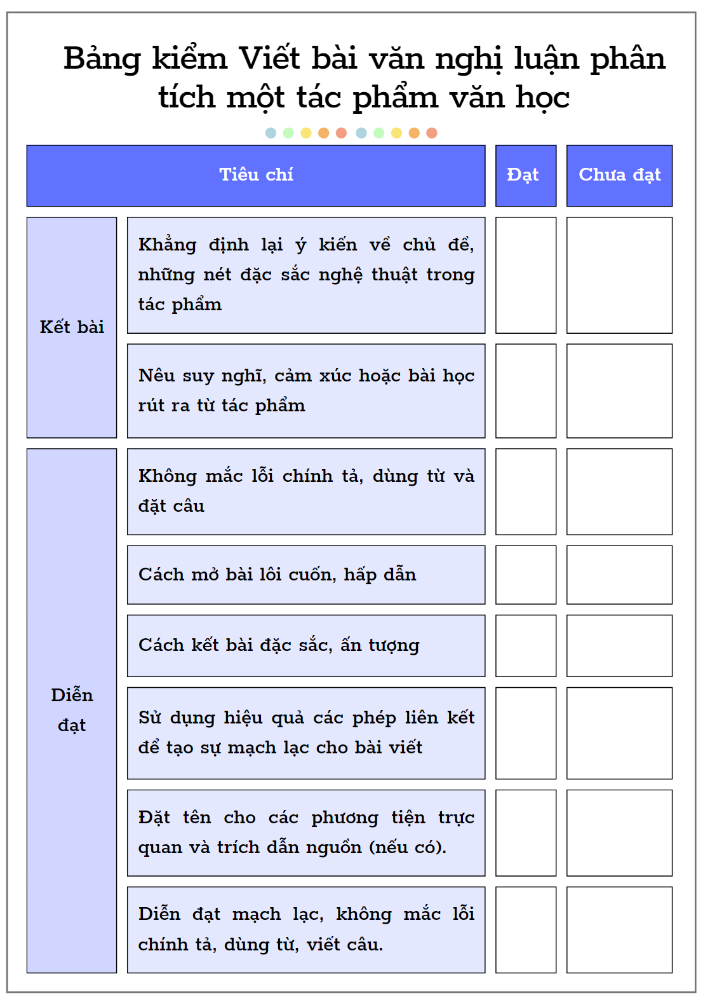 Bảng kiểm Viết bài văn nghị luận phân
tích một tác phẩm văn học
Tiêu chí
Đạt
Chưa đạt
Kết bài
Khẳng định lại ý kiến về chủ đề,
những nét đặc sắc nghệ thuật trong
tác phẩm
Nêu suy nghĩ, cảm xúc hoặc bài học
rút ra từ tác phẩm
Diễn
đạt
Không mắc lỗi chính tả, dùng từ và
đặt câu
Cách mở bài lôi cuốn, hấp dẫn
Cách kết bài đặc sắc, ấn tượng
Sử dụng hiệu quả các phép liên kết
để tạo sự mạch lạc cho bài viết
Đặt tên cho các phương tiện trực
quan và trích dẫn nguồn (nếu có).
Diễn đạt mạch lạc, không mắc lỗi
chính tả, dùng từ, viết câu.